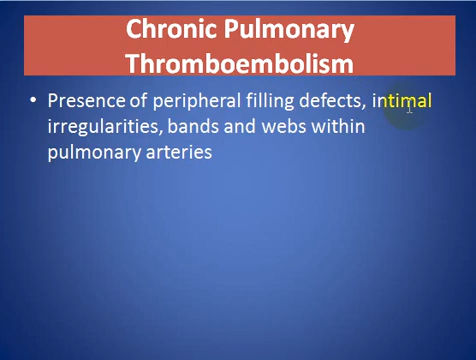 Chronic Pulmonary
Thromboembolism
• Presence of peripheral filling defects, intimal
irregularities, bands and webs within
pulmonary arteries